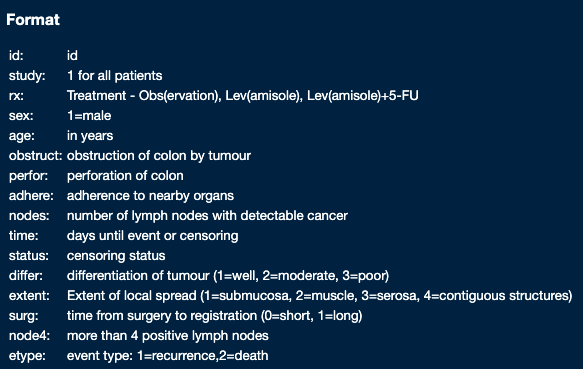 Format
id: id
study: 1 for all patients
rx: Treatment - Obs(ervation), Lev(amisole), Lev(amisole)+5-FU
sex: 1=male
age: in years
obstruct: obstruction of colon by tumour
perfor: perforation of colon
adhere: adherence to nearby organs
nodes: number of lymph nodes with detectable cancer
time: days until event or censoring
status: censoring status
differ: differentiation of tumour (1=well, 2=moderate, 3=poor)
extent: Extent of local spread (1=submucosa, 2=muscle, 3=serosa, 4=contiguous structures)
surg: time from surgery to registration (0=short, 1=long)
node4: more than 4 positive lymph nodes
etype: event type: 1=recurrence,2=death